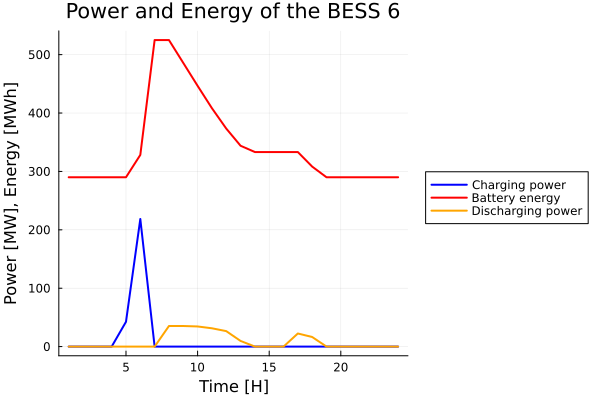 Power and Energy of the BESS 6
Power [MW], Energy [MWh]
500
400
300
200
100
0
5
10
15
20
Time [H]
Charging power
Battery energy
Discharging power